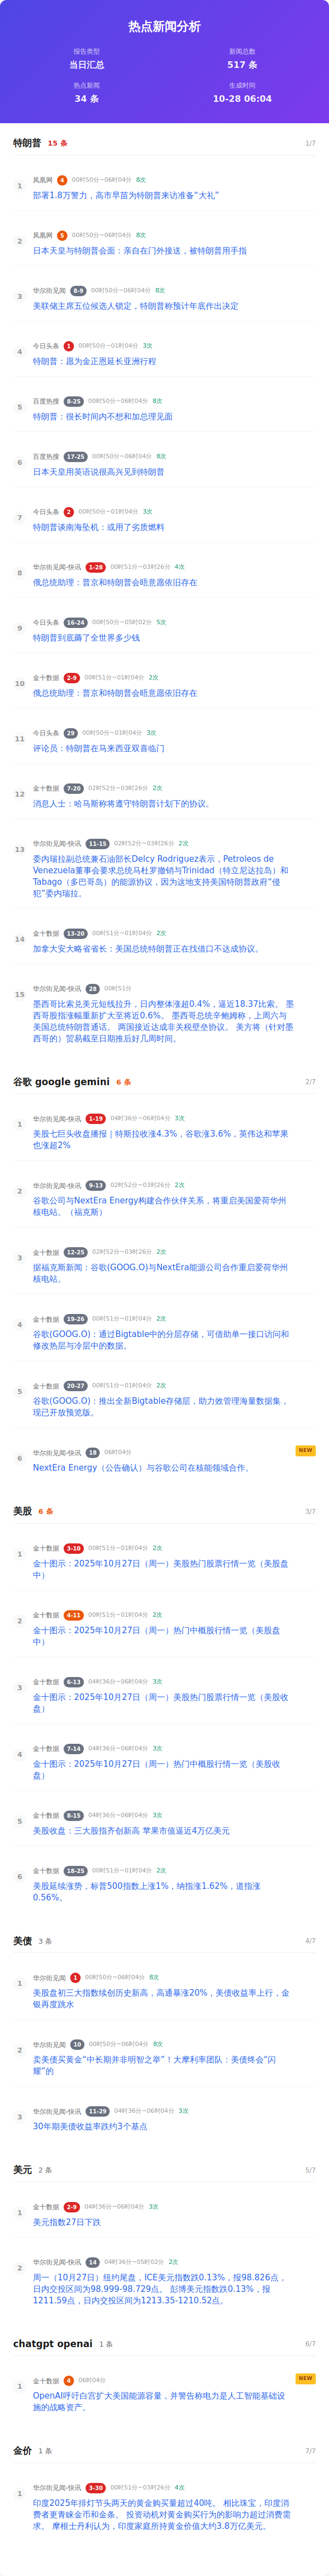 热点新闻分析
报告类型
新闻总数
当日汇总
517 条
热点新闻
生成时间
34 条
10-28 06:04
特朗普 15 条 1/7
1
凤凰网 4 00时50分~06时04分 8次
部署1.8万警力，高市早苗为特朗普来访准备“大礼”
2
凤凰网 5 00时50分~06时04分 8次
日本天皇与特朗普会面：亲自在门外接送，被特朗普用手指
3
华尔街见闻 8-9 00时50分~06时04分 8次
美联储主席五位候选人锁定，特朗普称预计年底作出决定
4
今日头条 1 00时50分~01时04分 3次
特朗普：愿为金正恩延长亚洲行程
5
百度热搜 8-25 00时50分~06时04分 8次
特朗普：很长时间内不想和加总理见面
6
百度热搜 17-25 00时50分~06时04分 8次
日本天皇用英语说很高兴见到特朗普
7
今日头条 2 00时50分~01时04分 3次
特朗普谈南海坠机：或用了劣质燃料
8
华尔街见闻-快讯 1-28 00时51分~03时26分 4次
俄总统助理：普京和特朗普会晤意愿依旧存在
9
今日头条 16-24 00时50分~05时02分 5次
特朗普到底薅了全世界多少钱
10
金十数据 2-9 00时51分~01时04分 2次
俄总统助理：普京和特朗普会晤意愿依旧存在
11
今日头条 29 00时50分~01时04分 3次
评论员：特朗普在马来西亚双喜临门
12
金十数据 7-20 02时52分~03时26分 2次
消息人士：哈马斯称将遵守特朗普计划下的协议。
13
华尔街见闻-快讯 11-15 02时52分~03时26分 2次
委内瑞拉副总统兼石油部长Delcy Rodriguez表示，Petroleos de
Venezuela董事会要求总统马杜罗撤销与Trinidad（特立尼达拉岛）和
Tabago（多巴哥岛）的能源协议，因为这地方支持美国特朗普政府“侵
犯”委内瑞拉。
14
金十数据 13-20 00时51分~01时04分 2次
加拿大安大略省省长：美国总统特朗普正在找借口不达成协议。
15
华尔街见闻-快讯 28 00时51分
墨西哥比索兑美元短线拉升，日内整体涨超0.4%，逼近18.37比索。 墨
西哥股指涨幅重新扩大至将近0.6%。 墨西哥总统辛鲍姆称，上周六与
美国总统特朗普通话。 两国接近达成非关税壁垒协议。 美方将（针对墨
西哥的）贸易截至日期推后好几周时间。
谷歌 google gemini 6 条 2/7
1
华尔街见闻-快讯 1-19 04时36分~06时04分 3次
美股七巨头收盘播报｜特斯拉收涨4.3%，谷歌涨3.6%，英伟达和苹果
也涨超2%
2
华尔街见闻-快讯 9-13 02时52分~03时26分 2次
谷歌公司与NextEra Energy构建合作伙伴关系，将重启美国爱荷华州
核电站。（福克斯）
3
金十数据 12-25 02时52分~03时26分 2次
据福克斯新闻：谷歌(GOOG.O)与NextEra能源公司合作重启爱荷华州
核电站。
4
金十数据 19-26 00时51分~01时04分 2次
谷歌(GOOG.O)：通过Bigtable中的分层存储，可借助单一接口访问和
修改热层与冷层中的数据。
5
金十数据 20-27 00时51分~01时04分 2次
谷歌(GOOG.O)：推出全新Bigtable存储层，助力效管理海量数据集，
现已开放预览版。
6
华尔街见闻-快讯 18 06时04分 NEW
NextEra Energy（公告确认）与谷歌公司在核能领域合作。
美股 6 条 3/7
1
金十数据 3-10 00时51分~01时04分 2次
金十图示：2025年10月27日（周一）美股热门股票行情一览（美股盘
中）
2
金十数据 4-11 00时51分~01时04分 2次
金十图示：2025年10月27日（周一）热门中概股行情一览（美股盘
中）
3
金十数据 6-13 04时36分~06时04分 3次
金十图示：2025年10月27日（周一）美股热门股票行情一览（美股收
盘）
4
金十数据 7-14 04时36分~06时04分 3次
金十图示：2025年10月27日（周一）热门中概股行情一览（美股收
盘）
5
金十数据 8-15 04时36分~06时04分 3次
美股收盘：三大股指齐创新高 苹果市值逼近4万亿美元
6
金十数据 18-25 00时51分~01时04分 2次
美股延续涨势，标普500指数上涨1%，纳指涨1.62%，道指涨
0.56%。
美债 3 条 4/7
1
华尔街见闻 1 00时50分~06时04分 8次
美股盘初三大指数续创历史新高，高通暴涨20%，美债收益率上行，金
银再度跳水
2
华尔街见闻 10 00时50分~06时04分 8次
卖美债买黄金“中长期并非明智之举”！大摩利率团队：美债终会“闪
耀”的
3
华尔街见闻-快讯 11-29 04时36分~06时04分 3次
30年期美债收益率跌约3个基点
美元 2 条 5/7
1
金十数据 2-9 04时36分~06时04分 3次
美元指数27日下跌
2
华尔街见闻-快讯 14 04时36分~05时02分 2次
周一（10月27日）纽约尾盘，ICE美元指数跌0.13%，报98.826点，
日内交投区间为98.999-98.729点。 彭博美元指数跌0.13%，报
1211.59点，日内交投区间为1213.35-1210.52点。
chatgpt openai 1 条 6/7
1
金十数据 4 06时04分 NEW
OpenAI呼吁白宫扩大美国能源容量，并警告称电力是人工智能基础设
施的战略资产。
金价 1 条 7/7
1
华尔街见闻-快讯 3-30 00时51分~03时26分 4次
印度2025年排灯节头两天的黄金购买量超过40吨。 相比珠宝，印度消
费者更青睐金币和金条。 投资动机对黄金购买行为的影响力超过消费需
求。 摩根士丹利认为，印度家庭所持黄金价值大约3.8万亿美元。